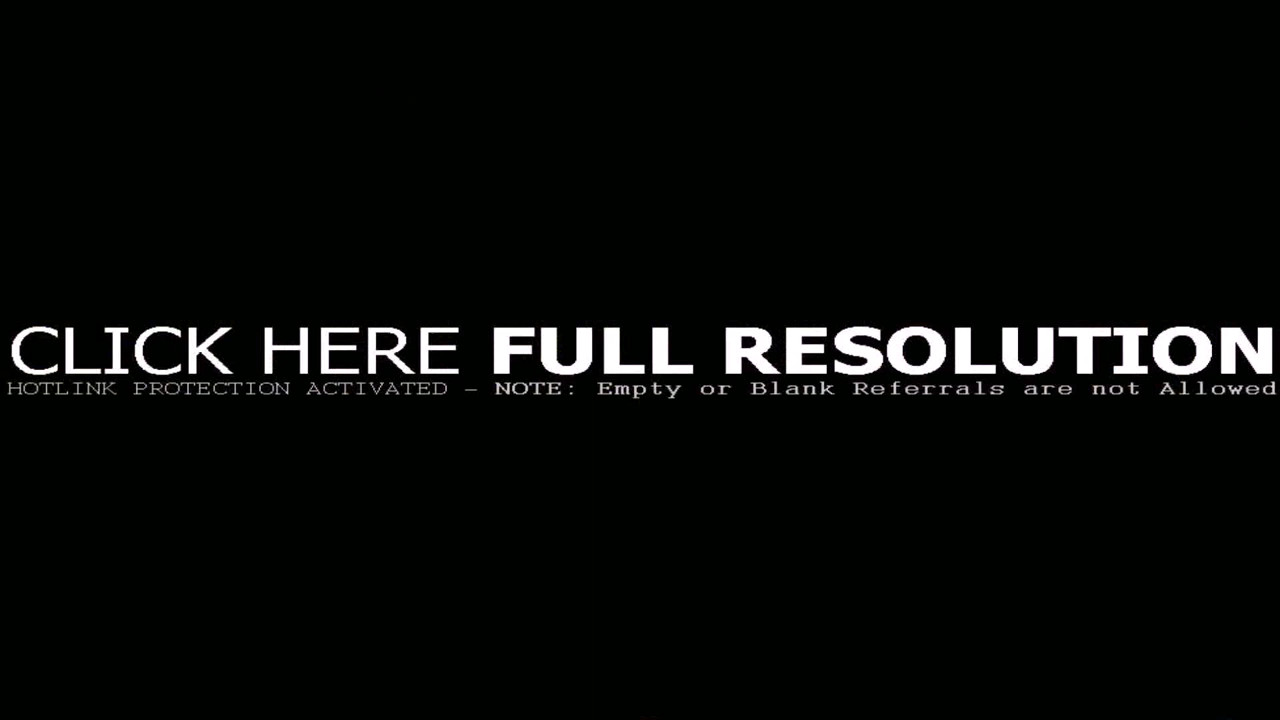 CLICK HERE FULL RESOLUTION
HOTLINK PROTECTION ACTIVATED – NOTE: Empty or Blank Referrals are not Allowed